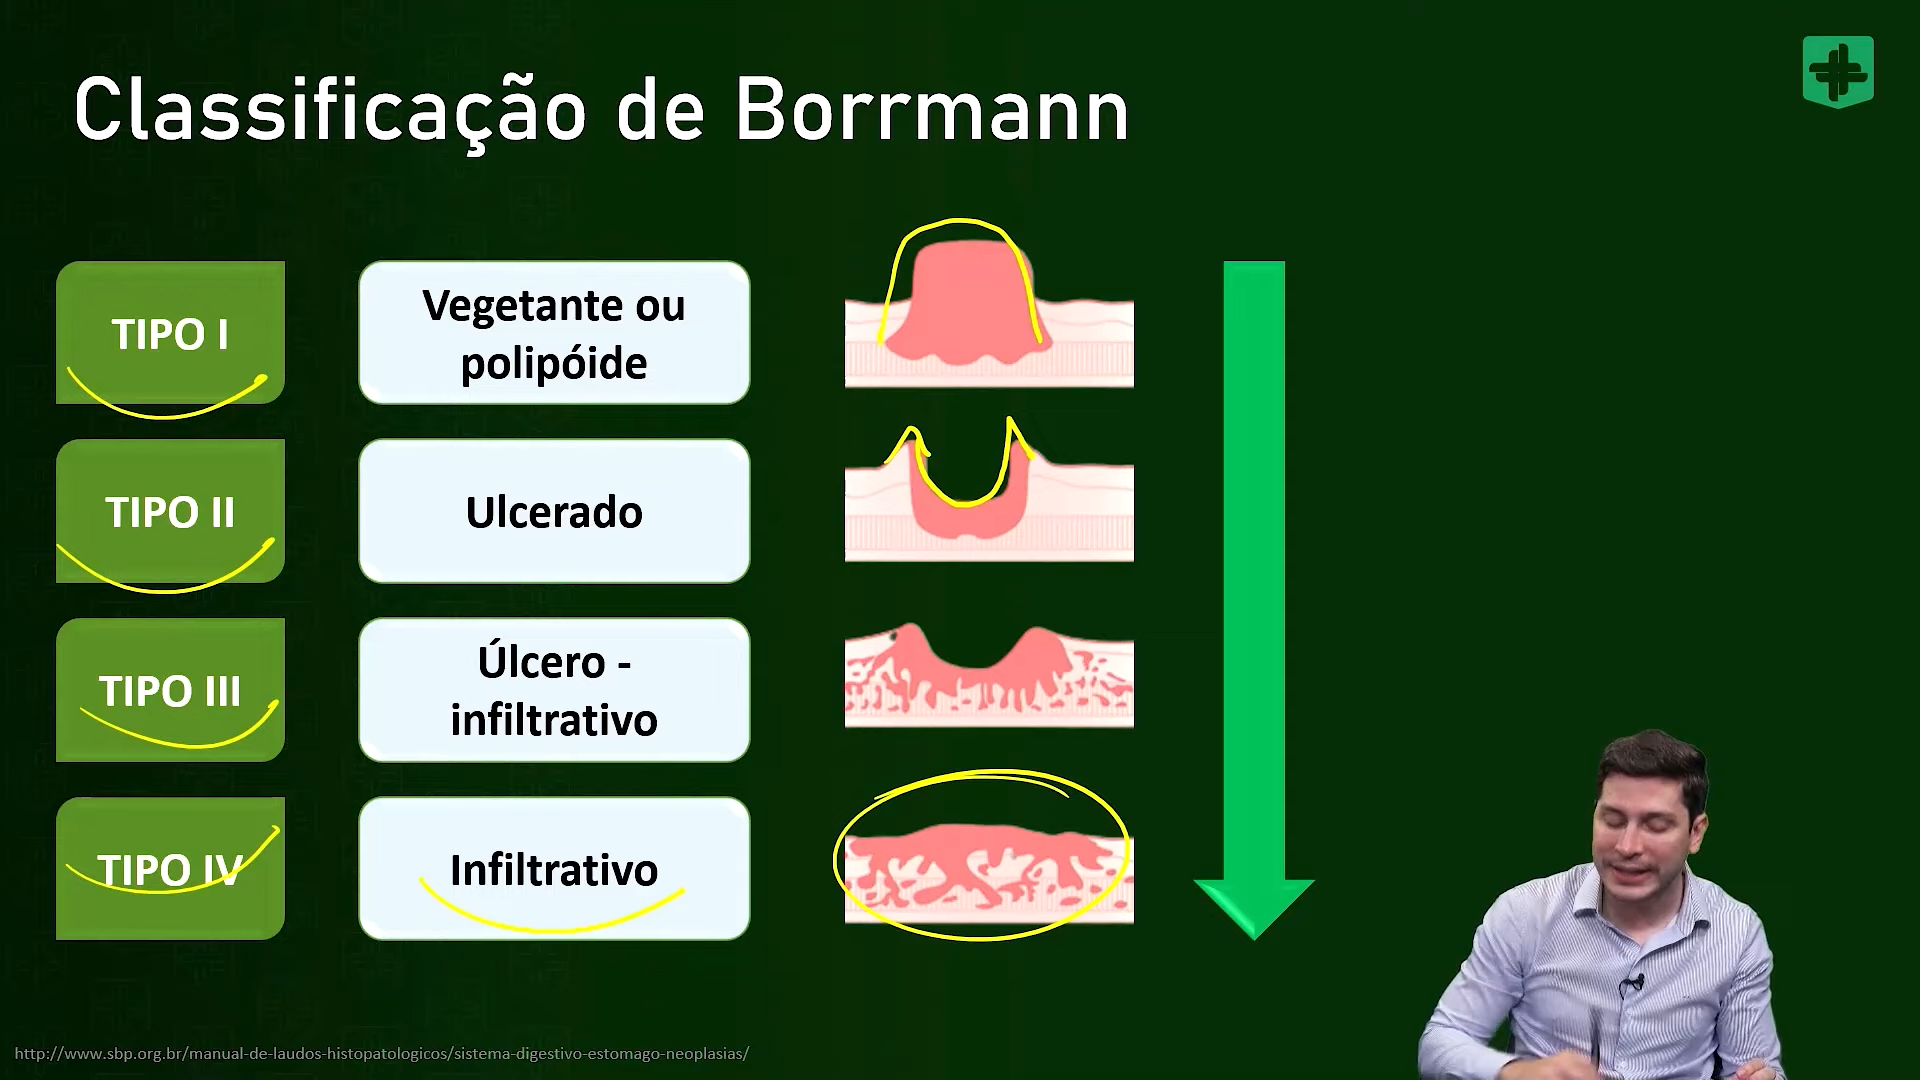 Classificação de Borrmann
TIPO I
Vegetante ou
polipóide
TIPO II
Ulcerado
TIPO III
Úlcero -
infiltrativo
TIPO IV
Infiltrativo
http://www.sbp.org.br/manual-de-laudos-histopatologicos/sistema-digestivo-estomago-neoplasias/